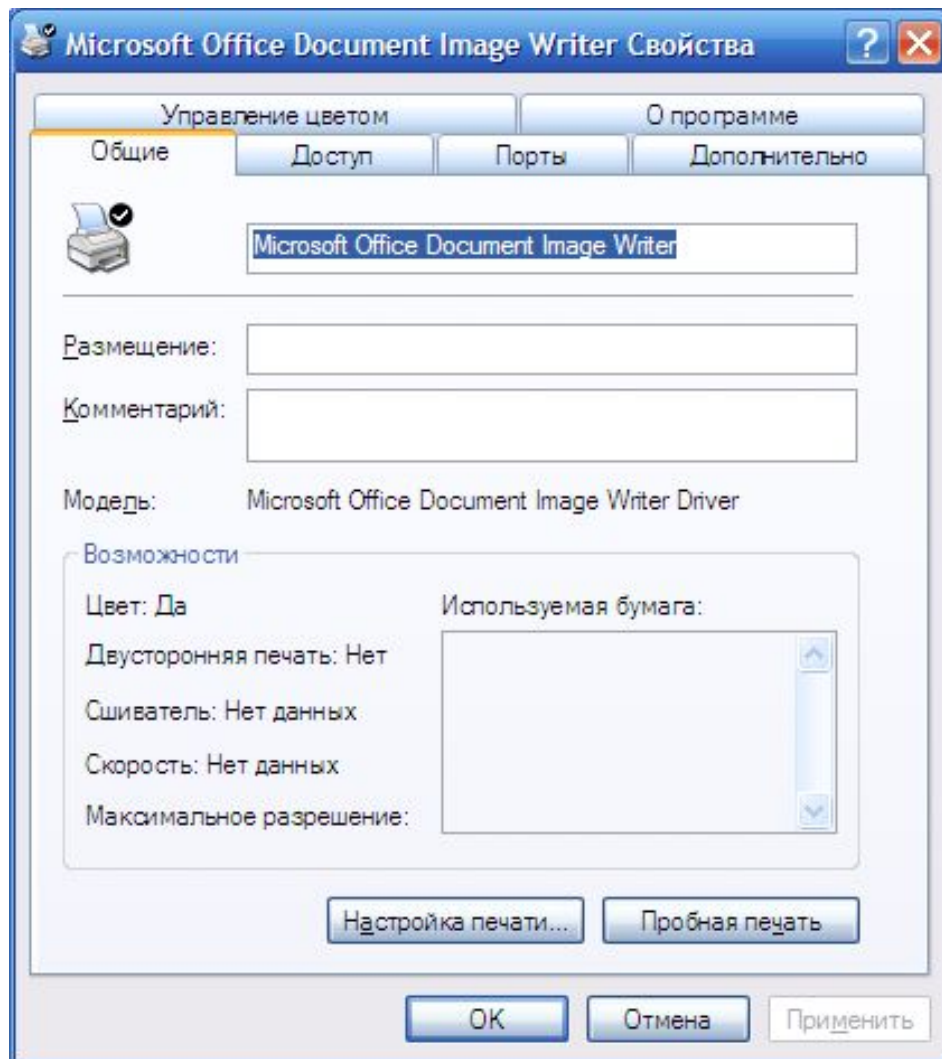 Microsoft Office Document Image Writer Свойства
Управление цветом
О программе
Общие
Доступ
Порты
Дополнительно
Microsoft Office Document Image Writer
Размещение:
Комментарий:
Модель: Microsoft Office Document Image Writer Driver
Возможности
Цвет: Да
Используемая бумага:
Двусторонняя печать: Нет
Сшиватель: Нет данных
Скорость: Нет данных
Максимальное разрешение:
Настройка печати...
Пробная печать
OK
Отмена
Применить